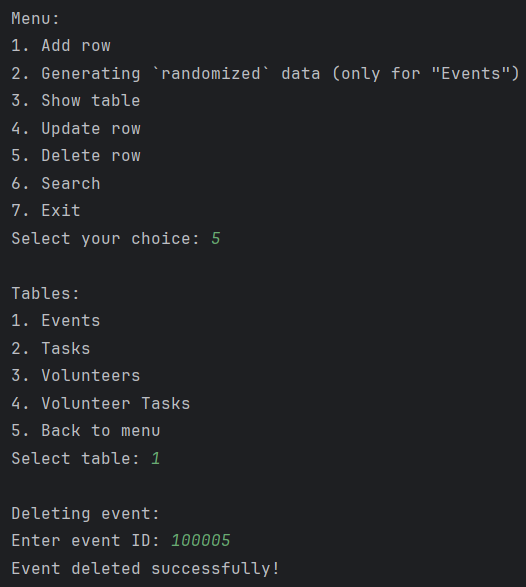 Menu:
1. Add row
2. Generating `randomized` data (only for "Events")
3. Show table
4. Update row
5. Delete row
6. Search
7. Exit
Select your choice: 5
Tables:
1. Events
2. Tasks
3. Volunteers
4. Volunteer Tasks
5. Back to menu
Select table: 1
Deleting event:
Enter event ID: 100005
Event deleted successfully!